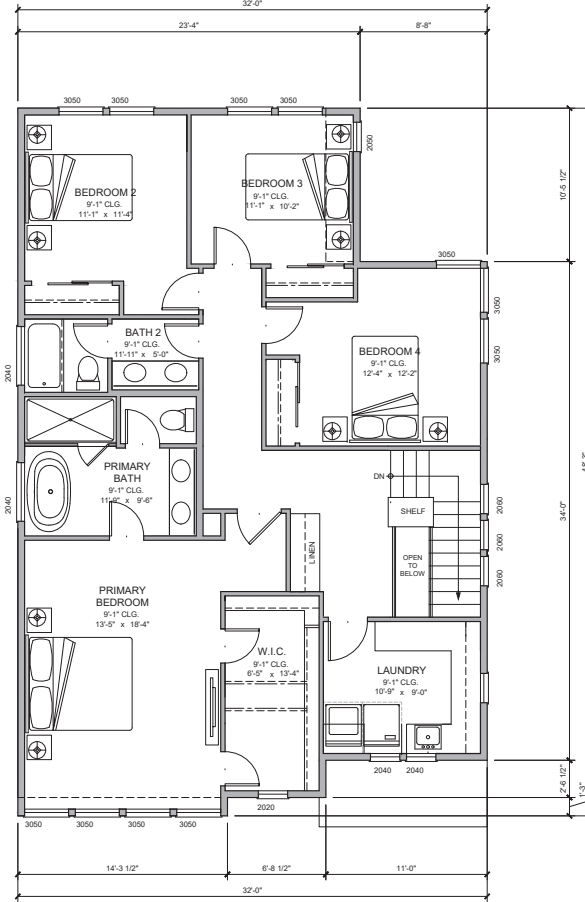 32'-0"
23'-4"
8'-8"
3050
3050
3050
3050
2050
10'-5 1/2"
BEDROOM 2
9'-1" CLG.
11'-1" x 11'-4"
BEDROOM 3
9'-1" CLG.
11'-1" x 10'-2"
3050
3050
BATH 2
9'-1" CLG.
11'-11" x 5'-0"
BEDROOM 4
9'-1" CLG.
12'-4" x 12'-2"
3050
2040
PRIMARY
BATH
9'-1" CLG.
11'-9" x 9'-6"
DN
2040
SHELF
2060
34'-0"
OPEN
TO
BELOW
2060
LINEN
2060
PRIMARY
BEDROOM
9'-1" CLG.
13'-5" x 18'-4"
W.I.C.
9'-1" CLG.
6'-5" x 13'-4"
LAUNDRY
9'-1" CLG.
10'-9" x 9'-0"
2040
2040
2'-6 1/2"
1'-3"
2020
3050
3050
3050
3050
14'-3 1/2"
6'-8 1/2"
11'-0"
32'-0"